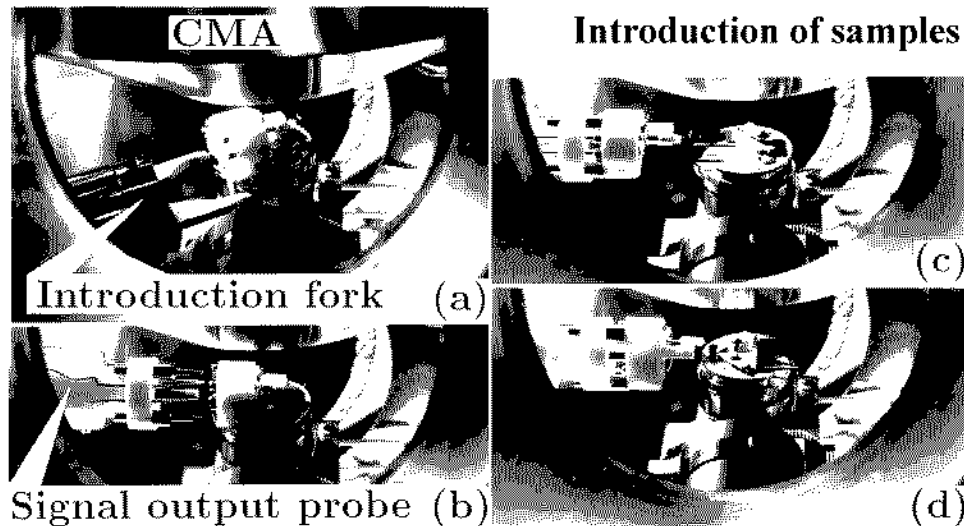 CMA
Introduction of samples
Introduction fork (a)
(c)
Signal output probe (b)
(d)